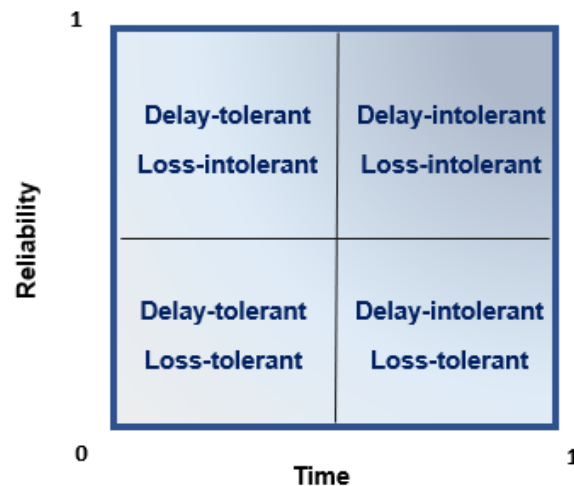 1
Delay-tolerant
Loss-intolerant
Delay-intolerant
Loss-intolerant
Reliability
Delay-tolerant
Loss-tolerant
Delay-intolerant
Loss-tolerant
0
Time
1